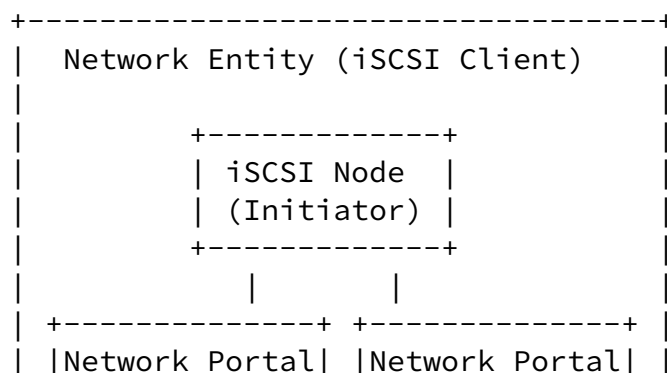 +----------------------------------+
|  Network Entity (iSCSI Client)   |
|                                  |
|         +-------------+          |
|         | iSCSI Node  |          |
|         | (Initiator) |          |
|         +-------------+          |
|            |       |             |
| +--------------+ +--------------+ |
| |Network Portal| |Network Portal| |